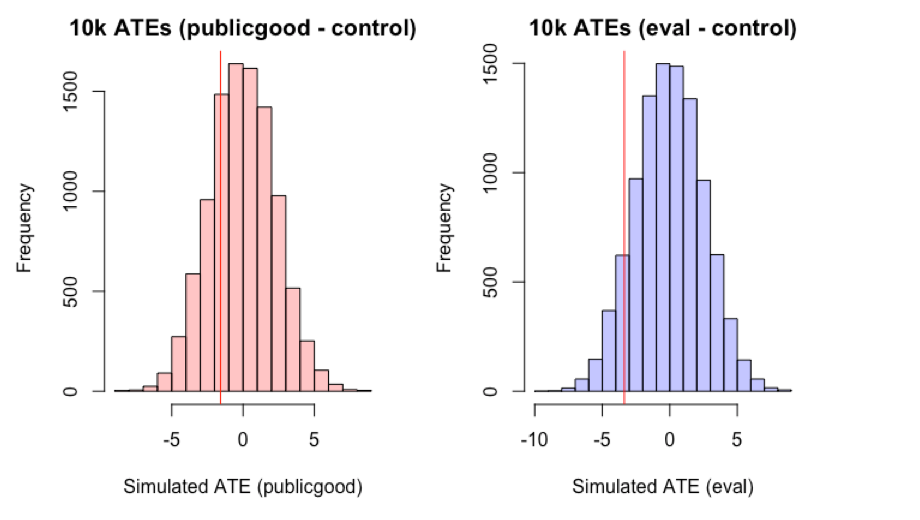 10k ATEs (publicgood - control)
Frequency
0
500
1000
1500
-5
0
5
Simulated ATE (publicgood)
10k ATEs (eval - control)
Frequency
0
500
1000
1500
-10
-5
0
5
Simulated ATE (eval)